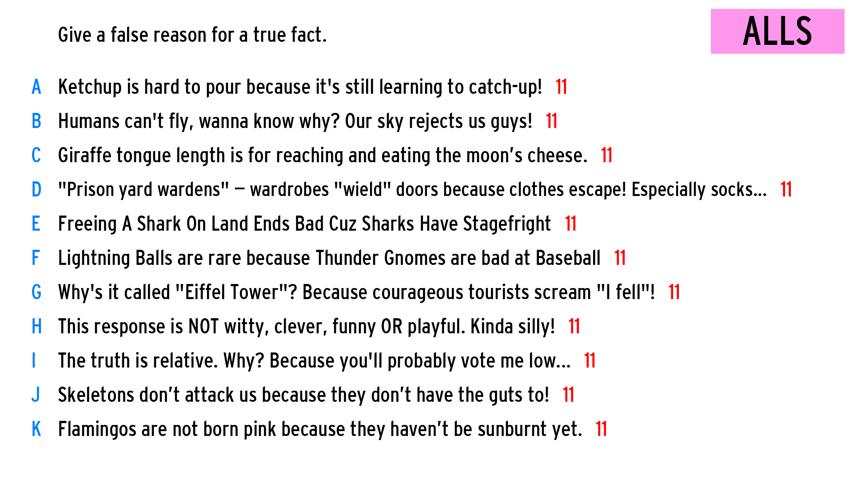 Give a false reason for a true fact.
ALLS
A Ketchup is hard to pour because it's still learning to catch-up! 11
B Humans can't fly, wanna know why? Our sky rejects us guys! 11
C Giraffe tongue length is for reaching and eating the moon’s cheese. 11
D "Prison yard wardens" – wardrobes "wield" doors because clothes escape! Especially socks... 11
E Freeing A Shark On Land Ends Bad Cuz Sharks Have Stagefright 11
F Lightning Balls are rare because Thunder Gnomes are bad at Baseball 11
G Why's it called "Eiffel Tower"? Because courageous tourists scream "I fell"! 11
H This response is NOT witty, clever, funny OR playful. Kinda silly! 11
I The truth is relative. Why? Because you'll probably vote me low... 11
J Skeletons don’t attack us because they don’t have the guts to! 11
K Flamingos are not born pink because they haven’t be sunburnt yet. 11